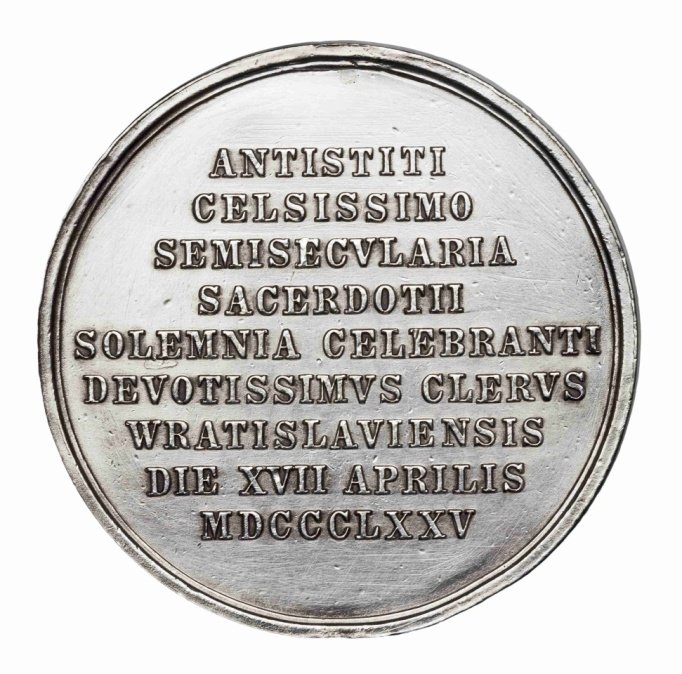 ANTISTITI
CELSISSIMO
SEMISECVLARIA
SACERDOTII
SOLEMNIA CELEBRANTI
DEVOTISSIMVS CLERVS
WRATISLAVIENSIS
DIE XVII APRILIS
MDCCCLXXV